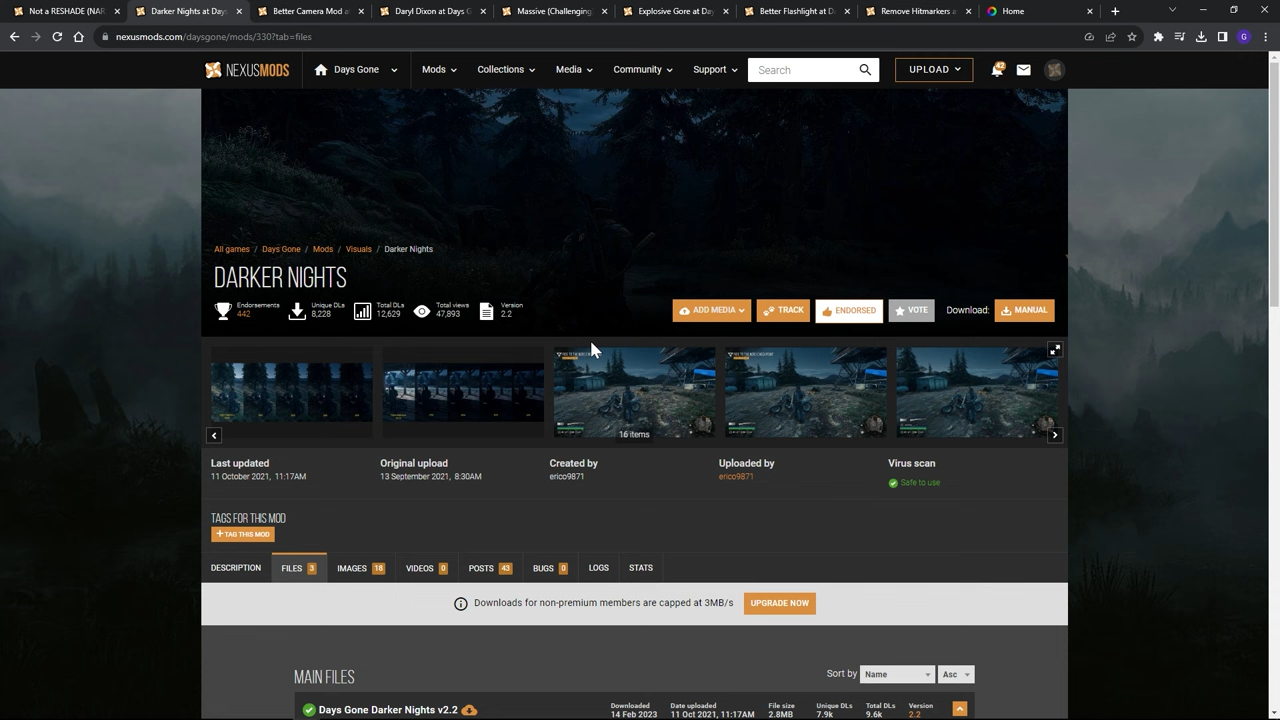 Not a RESHADE (NAR
Darker Nights at Days
Better Camera Mod a
Daryl Dixon at Days G
Massive (Challenging)
Explosive Gore at Day
Better Flashlight at D
Remove Hitmarkers a
Home
nexusmods.com/daysgone/mods/330?tab=files
G
NEXUSMODS
Days Gone
Mods
Collections
Media
Community
Support
Search
UPLOAD
42
All games / Days Gone / Mods / Visuals / Darker Nights
DARKER NIGHTS
Endorsements
442
Unique DLs
Total DLs
12,629
Total views
47,893
Version
2.2
ADD MEDIA
TRACK
ENDORSED
VOTE
Download:
MANUAL
16 items
Last updated
11 October 2021, 11:17AM
Original upload
13 September 2021, 8:30AM
Created by
erico9871
Uploaded by
erico9871
Virus scan
Safe to use
TAGS FOR THIS MOD
+ TAG THIS MOD
DESCRIPTION
FILES 3
IMAGES 18
VIDEOS 0
POSTS 43
BUGS 0
LOGS
STATS
Downloads for non-premium members are capped at 3MB/s
UPGRADE NOW
MAIN FILES
Sort by
Name
Asc
Days Gone Darker Nights v2.2
Downloaded
14 Feb 2023
Date uploaded
11 Oct 2021, 11:17AM
File size
2.8MB
Unique DLs
7.9k
Total DLs
9.6k
Version
2.2